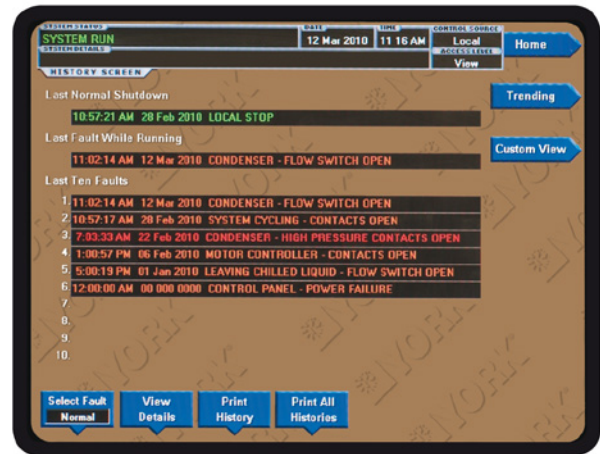 SYSTEM STATUS
SYSTEM RUN
DATE
12 Mar 2010
TIME
11 16 AM
CONTROL SOURCE
Local
SYSTEM DETAILS
ACCESS LEVEL
View
Home
HISTORY SCREEN
Last Normal Shutdown
Trending
10:57:21 AM 28 Feb 2010 LOCAL STOP
Last Fault While Running
Custom View
11:02:14 AM 12 Mar 2010 CONDENSER - FLOW SWITCH OPEN
Last Ten Faults
1. 11:02:14 AM 12 Mar 2010 CONDENSER - FLOW SWITCH OPEN
2. 10:57:17 AM 28 Feb 2010 SYSTEM CYCLING - CONTACTS OPEN
3. 7:03:33 AM 22 Feb 2010 CONDENSER - HIGH PRESSURE CONTACTS OPEN
4. 1:00:57 PM 06 Feb 2010 MOTOR CONTROLLER - CONTACTS OPEN
5. 5:00:19 PM 01 Jan 2010 LEAVING CHILLED LIQUID - FLOW SWITCH OPEN
6. 12:00:00 AM 00 000 0000 CONTROL PANEL - POWER FAILURE
7.
8.
9.
10.
Select Fault
Normal
View
Details
Print
History
Print All
Histories
YORK
YORK
YORK
YORK
YORK